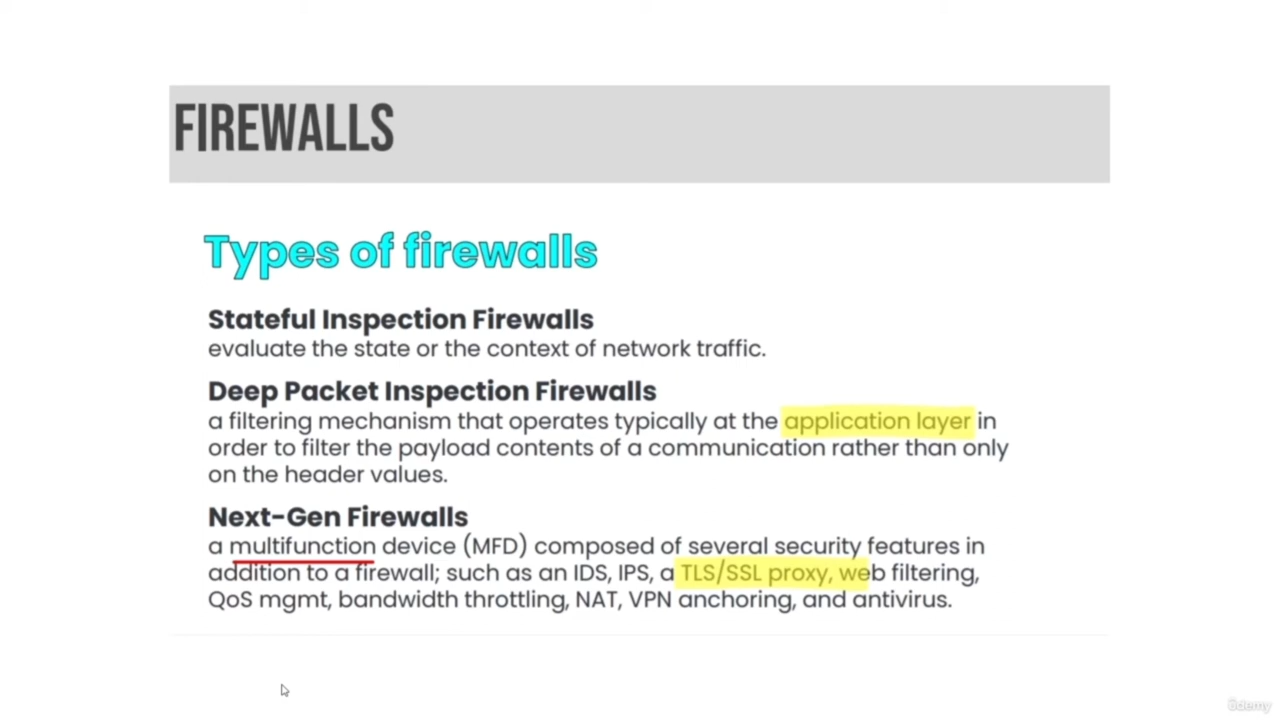 FIREWALLS
Types of firewalls
Stateful Inspection Firewalls
evaluate the state or the context of network traffic.
Deep Packet Inspection Firewalls
a filtering mechanism that operates typically at the application layer in
order to filter the payload contents of a communication rather than only
on the header values.
Next-Gen Firewalls
a multifunction device (MFD) composed of several security features in
addition to a firewall; such as an IDS, IPS, a TLS/SSL proxy, web filtering,
QoS mgmt, bandwidth throttling, NAT, VPN anchoring, and antivirus.
ûdemy